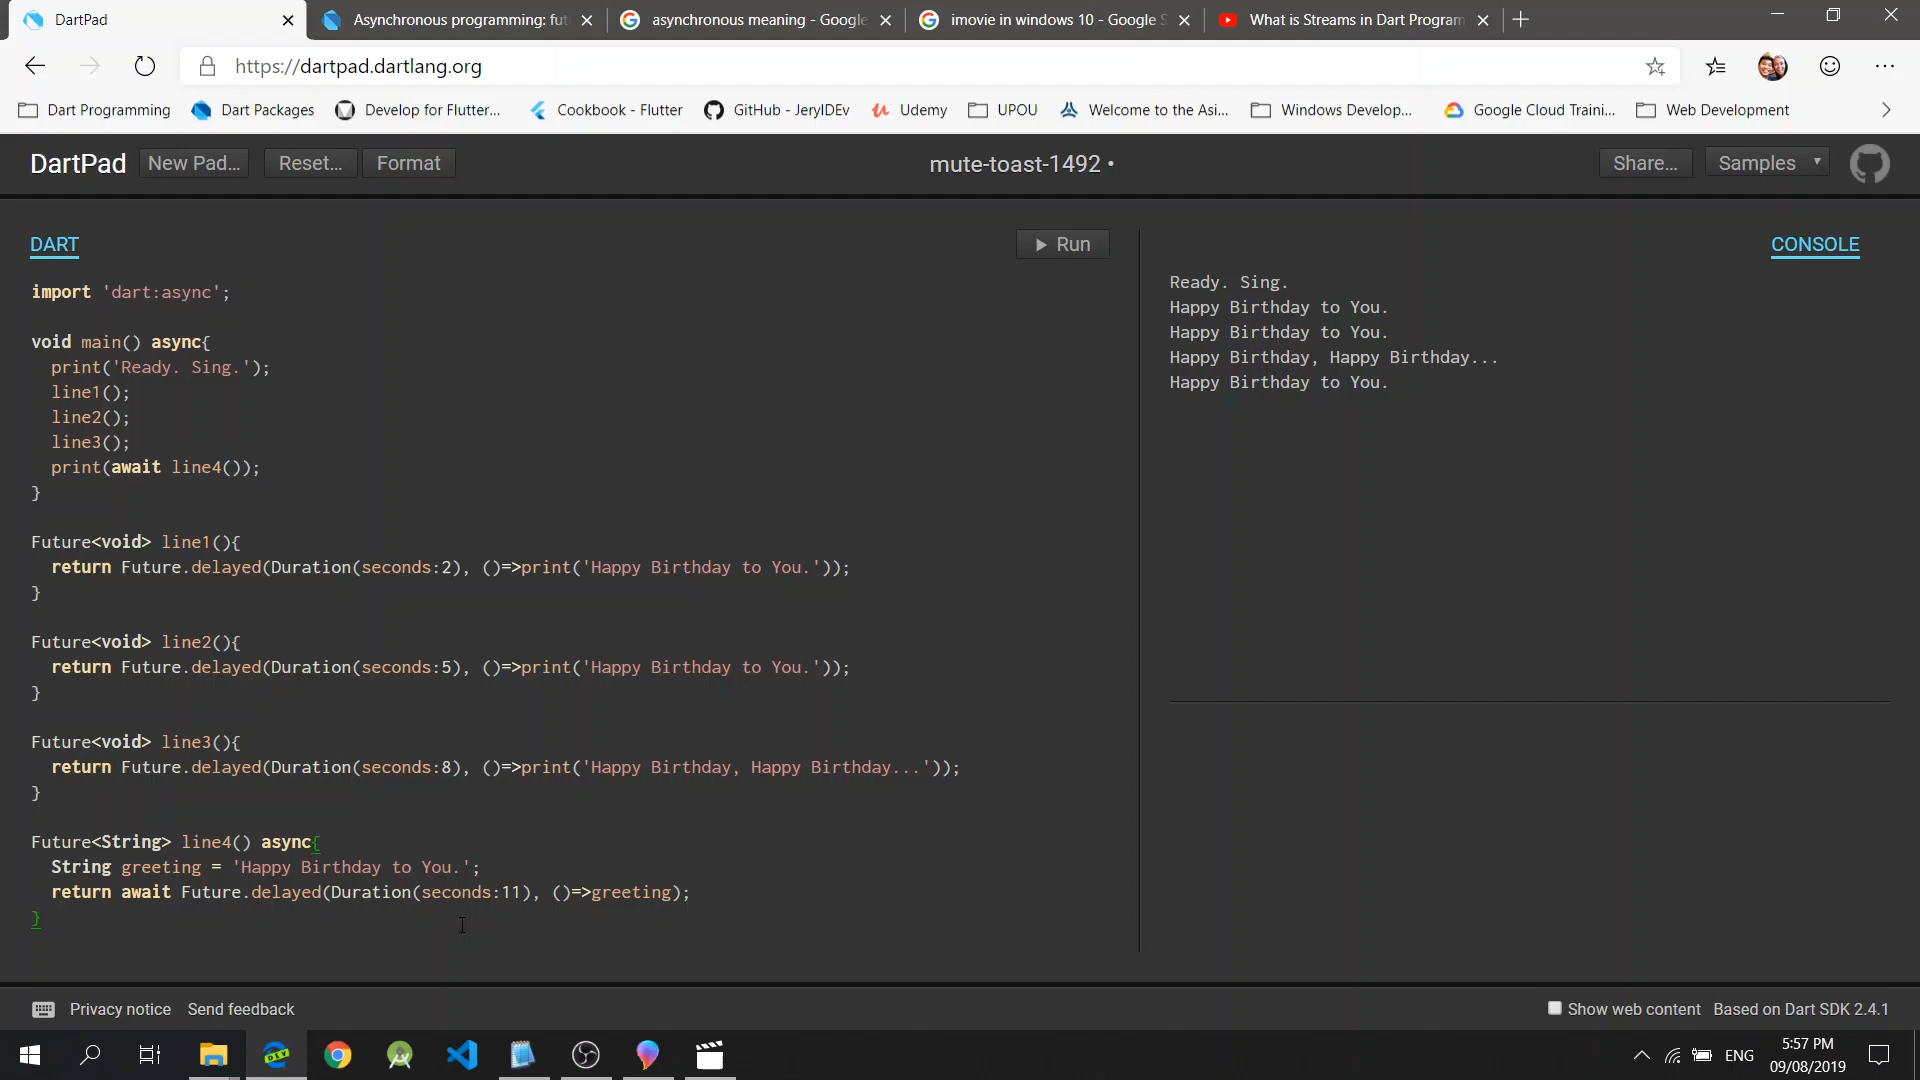 DartPad
Asynchronous programming: fut
asynchronous meaning - Google
imovie in windows 10 - Google S
What is Streams in Dart Program
https://dartpad.dartlang.org
Dart Programming
Dart Packages
Develop for Flutter...
Cookbook - Flutter
GitHub - JerylDEv
Udemy
UPOU
Welcome to the Asi...
Windows Develop...
Google Cloud Traini...
Web Development
DartPad
New Pad...
Reset...
Format
mute-toast-1492 •
Share...
Samples
DART
Run
CONSOLE
import 'dart:async';
void main() async{
print('Ready. Sing.');
line1();
line2();
line3();
print(await line4());
}
Future<void> line1(){
return Future.delayed(Duration(seconds:2), ()=>print('Happy Birthday to You.'));
}
Future<void> line2(){
return Future.delayed(Duration(seconds:5), ()=>print('Happy Birthday to You.'));
}
Future<void> line3(){
return Future.delayed(Duration(seconds:8), ()=>print('Happy Birthday, Happy Birthday...'));
}
Future<String> line4() async{
String greeting = 'Happy Birthday to You.';
return await Future.delayed(Duration(seconds:11), ()=>greeting);
}
Ready. Sing.
Happy Birthday to You.
Happy Birthday to You.
Happy Birthday, Happy Birthday...
Happy Birthday to You.
Privacy notice
Send feedback
Show web content
Based on Dart SDK 2.4.1
DEV
ENG
5:57 PM
09/08/2019